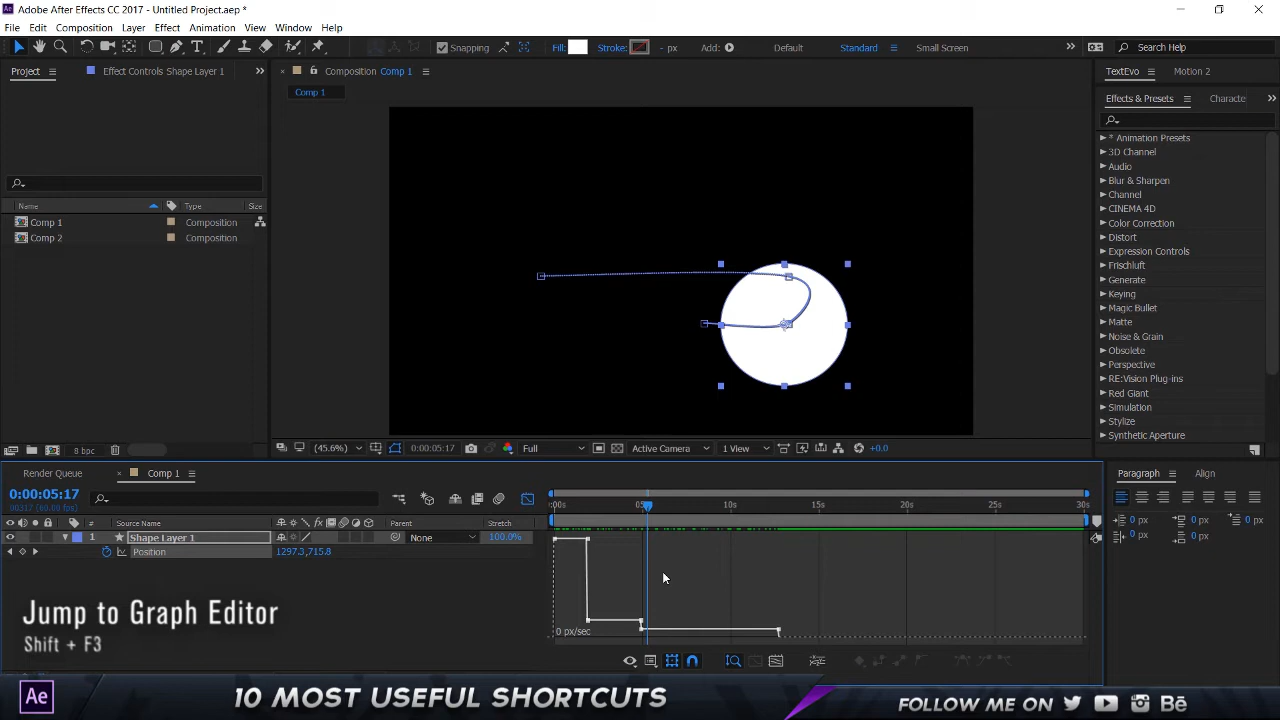 Adobe After Effects CC 2017 - Untitled Project.aep *
File Edit Composition Layer Effect Animation View Window Help
Snapping Fill: Stroke: - px Add: Default Standard Small Screen Search Help
Project Effect Controls Shape Layer 1 Composition Comp 1 TextEvo Motion 2
Comp 1 Effects & Presets Characte
* Animation Presets
3D Channel
Audio
Blur & Sharpen
Channel
CINEMA 4D
Color Correction
Distort
Expression Controls
Frischluft
Generate
Keying
Magic Bullet
Matte
Noise & Grain
Obsolete
Perspective
RE:Vision Plug-ins
Red Giant
Simulation
Stylize
Synthetic Aperture
Name Type Size
Comp 1 Composition
Comp 2 Composition
8 bpc (45.6%) 0:00:05:17 Full Active Camera 1 View +0.0
Render Queue Comp 1 Paragraph Align
0:00:05:17
00317 (60.00 fps)
:00s 05s 10s 15s 20s 25s 30s
# Source Name fx Parent Stretch
1 Shape Layer 1 None 100.0%
Position 1297.3,715.8
0 px 0 px 0 px
0 px 0 px
0 px/sec
Jump to Graph Editor
Shift + F3
Ae 10 MOST USEFUL SHORTCUTS FOLLOW ME ON Bē